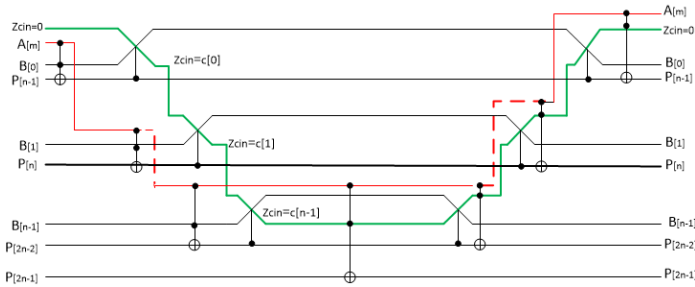 Zcin=0
A[m]
A[m]
Zcin=0
B[0]
Zcin=c[0]
B[0]
P[n-1]
P[n-1]
B[1]
Zcin=c[1]
B[1]
P[n]
P[n]
B[n-1]
Zcin=c[n-1]
B[n-1]
P[2n-2]
P[2n-2]
P[2n-1]
P[2n-1]